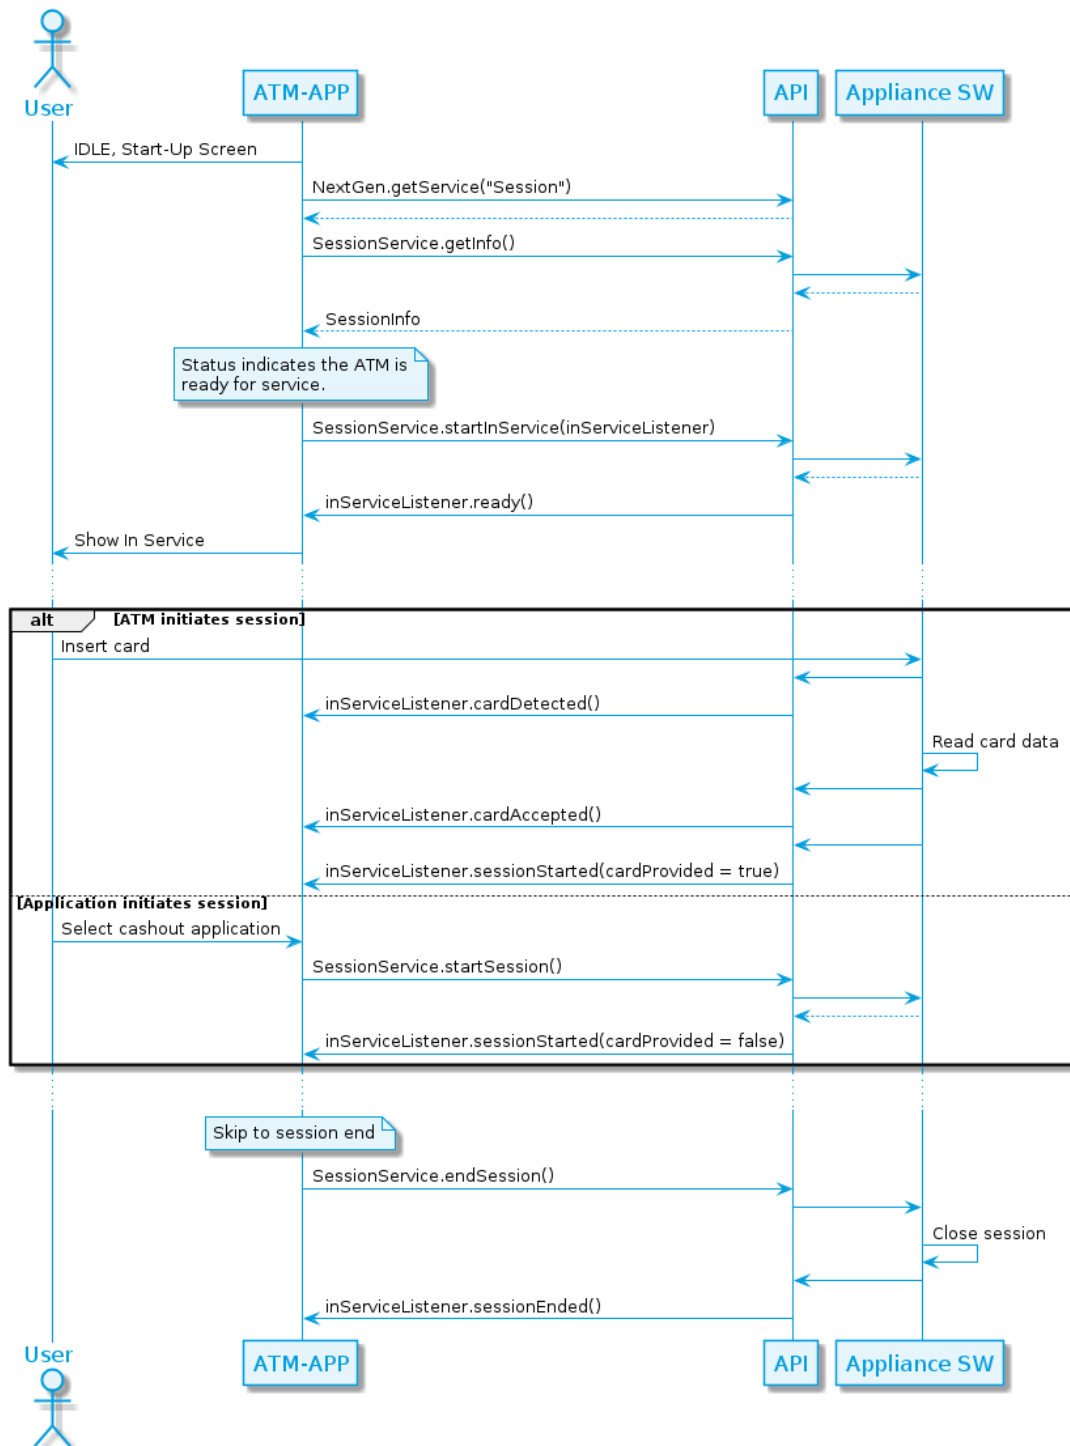 User
ATM-APP
API
Appliance SW
IDLE, Start-Up Screen
NextGen.getService("Session")
SessionService.getInfo()
SessionInfo
Status indicates the ATM is
ready for service.
SessionService.startInService(inServiceListener)
inServiceListener.ready()
Show In Service
alt
[ATM initiates session]
Insert card
inServiceListener.cardDetected()
Read card data
inServiceListener.cardAccepted()
inServiceListener.sessionStarted(cardProvided = true)
[Application initiates session]
Select cashout application
SessionService.startSession()
inServiceListener.sessionStarted(cardProvided = false)
Skip to session end
SessionService.endSession()
Close session
inServiceListener.sessionEnded()
User
ATM-APP
API
Appliance SW